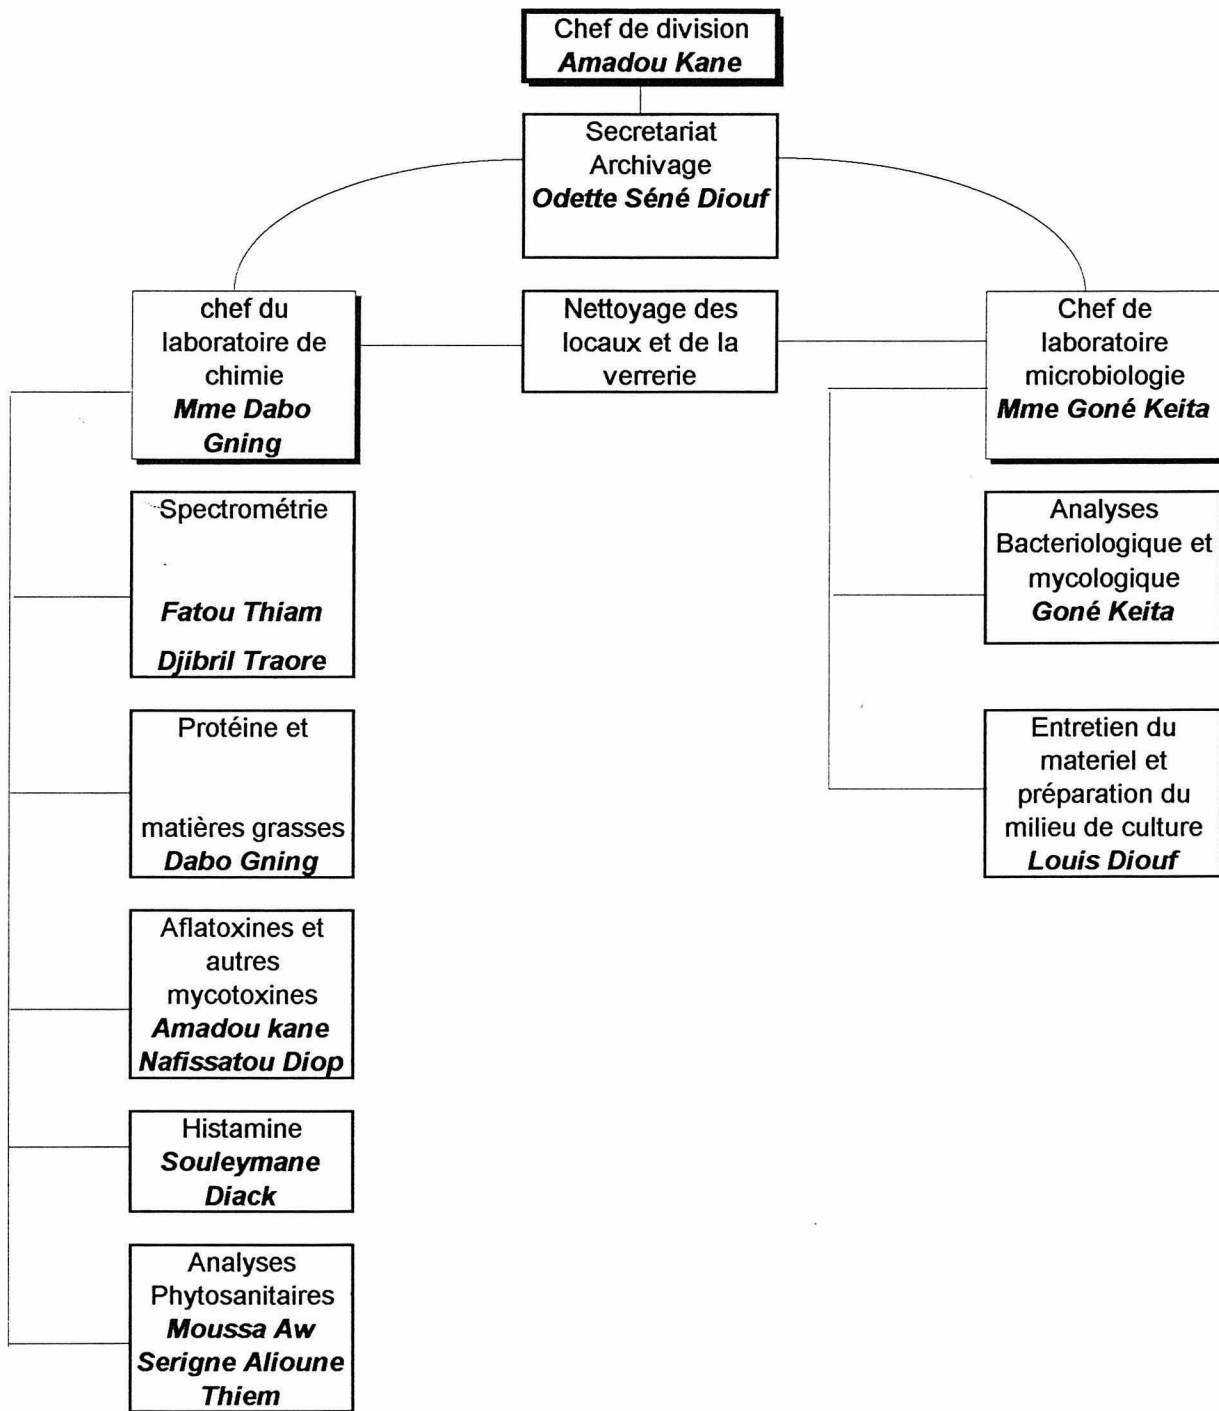 Chef de division
Amadou Kane
Secretariat
Archivage
Odette Séné Diouf
chef du
laboratoire de
chimie
Mme Dabo
Gning
Nettoyage des
locaux et de la
verrerie
Chef de
laboratoire
microbiologie
Mme Goné Keita
Spectrométrie
Fatou Thiam
Djibril Traore
Protéine et
matières grasses
Dabo Gning
Aflatoxines et
autres
mycotoxines
Amadou kane
Nafissatou Diop
Histamine
Souleymane
Diack
Analyses
Phytosanitaires
Moussa Aw
Serigne Alioune
Thiem
Analyses
Bacteriologique et
mycologique
Goné Keita
Entretien du
materiel et
préparation du
milieu de culture
Louis Diouf